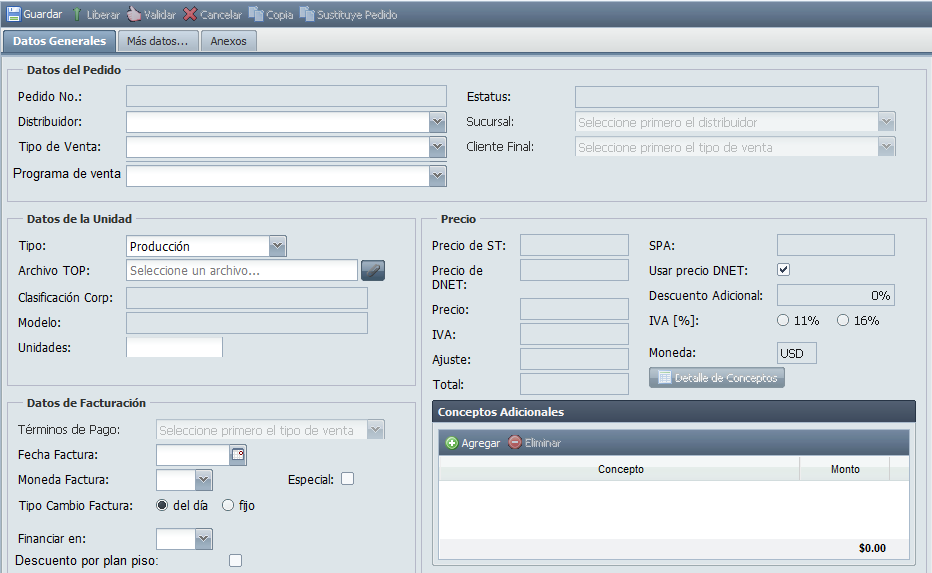 Guardar Liberar Validar Cancelar Copia Sustituye Pedido
Datos Generales Más datos... Anexos
Datos del Pedido
Pedido No.: Estatus:
Distribuidor: Sucursal: Seleccione primero el distribuidor
Tipo de Venta: Cliente Final: Seleccione primero el tipo de venta
Programa de venta
Datos de la Unidad
Tipo: Producción
Archivo TOP: Seleccione un archivo...
Clasificación Corp:
Modelo:
Unidades:
Precio
Precio de ST: SPA:
Precio de
DNET: Usar precio DNET:
Precio: Descuento Adicional: 0%
IVA: IVA [%]: 11% 16%
Ajuste: Moneda: USD
Total: Detalle de Conceptos
Datos de Facturación
Términos de Pago: Seleccione primero el tipo de venta
Fecha Factura:
Moneda Factura: Especial:
Tipo Cambio Factura: del día fijo
Financiar en:
Descuento por plan piso:
Conceptos Adicionales
Agregar Eliminar
Concepto Monto
$0.00